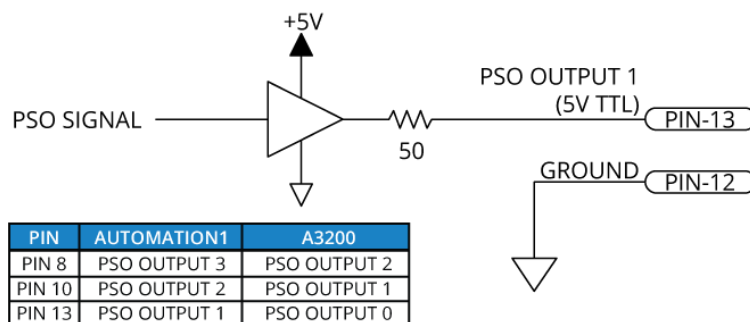 +5V
PSO OUTPUT 1
(5V TTL)
PSO SIGNAL
PIN-13
50
GROUND
PIN-12
PIN AUTOMATION1 A3200
PIN 8 PSO OUTPUT 3 PSO OUTPUT 2
PIN 10 PSO OUTPUT 2 PSO OUTPUT 1
PIN 13 PSO OUTPUT 1 PSO OUTPUT 0